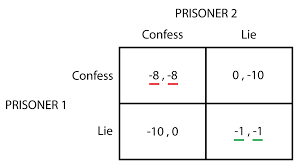 PRISONER 2
Confess Lie
Confess -8 , -8 0 , -10
PRISONER 1
Lie -10 , 0 -1 , -1